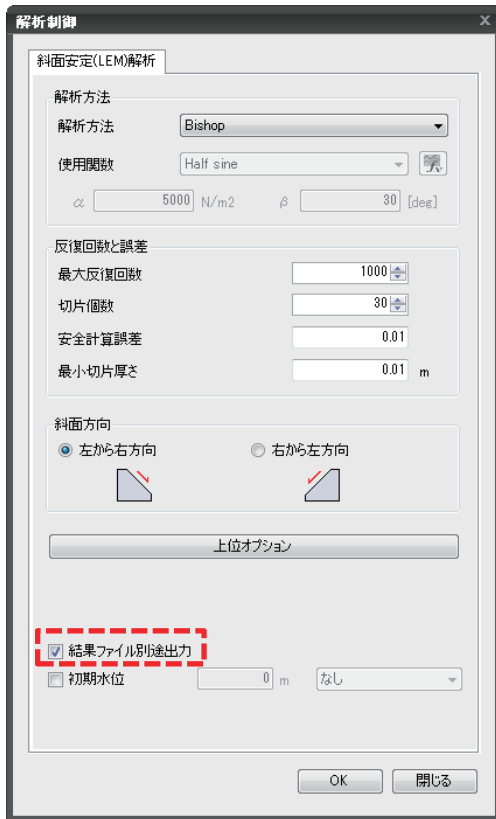 解析制御 X
斜面安定(LEM)解析
解析方法
解析方法 Bishop
使用関数 Half sine
α 5000 N/m2 β 30 [deg]
反復回数と誤差
最大反復回数 1000
切片個数 30
安全計算誤差 0.01
最小切片厚さ 0.01 m
斜面方向
左から右方向 右から左方向
上位オプション
結果ファイル別途出力
初期水位 0 m なし
OK 閉じる